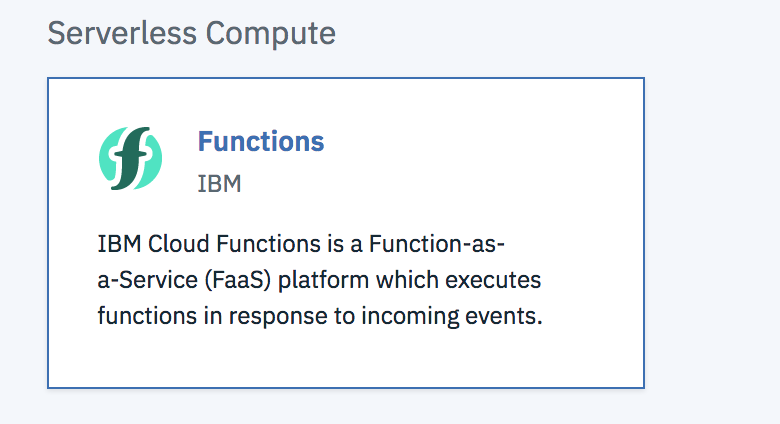 Serverless Compute
Functions
IBM
IBM Cloud Functions is a Function-as-
a-Service (FaaS) platform which executes
functions in response to incoming events.